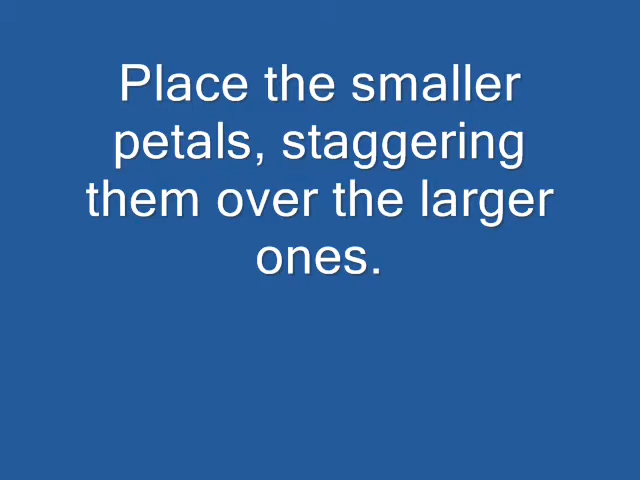 Place the smaller
petals, staggering
them over the larger
ones.